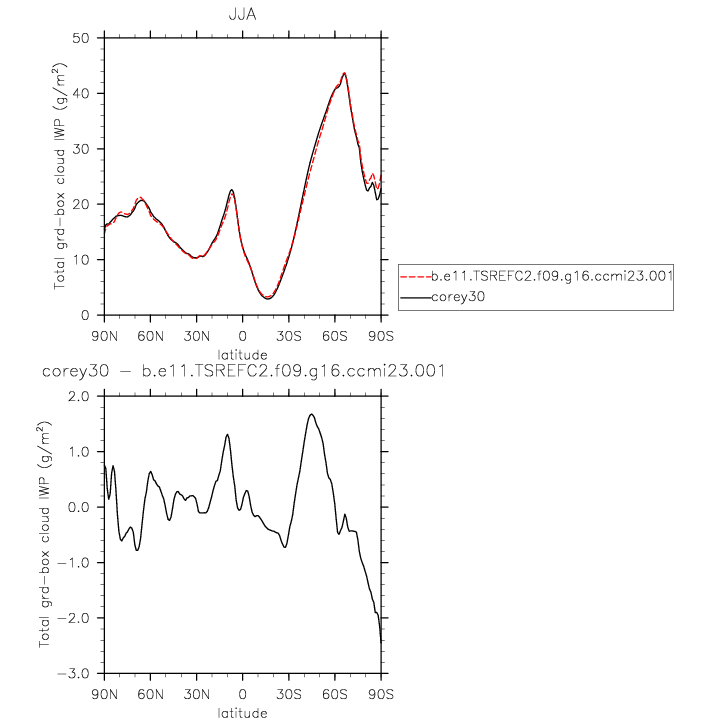 JJA
Total grd-box cloud IWP (g/m²)
50
40
30
20
10
0
90N 60N 30N 0 30S 60S 90S
latitude
b.e11.TSREFC2.f09.g16.ccmi23.001
corey30
corey30 - b.e11.TSREFC2.f09.g16.ccmi23.001
Total grd-box cloud IWP (g/m²)
2.0
1.0
0.0
-1.0
-2.0
-3.0
90N 60N 30N 0 30S 60S 90S
latitude